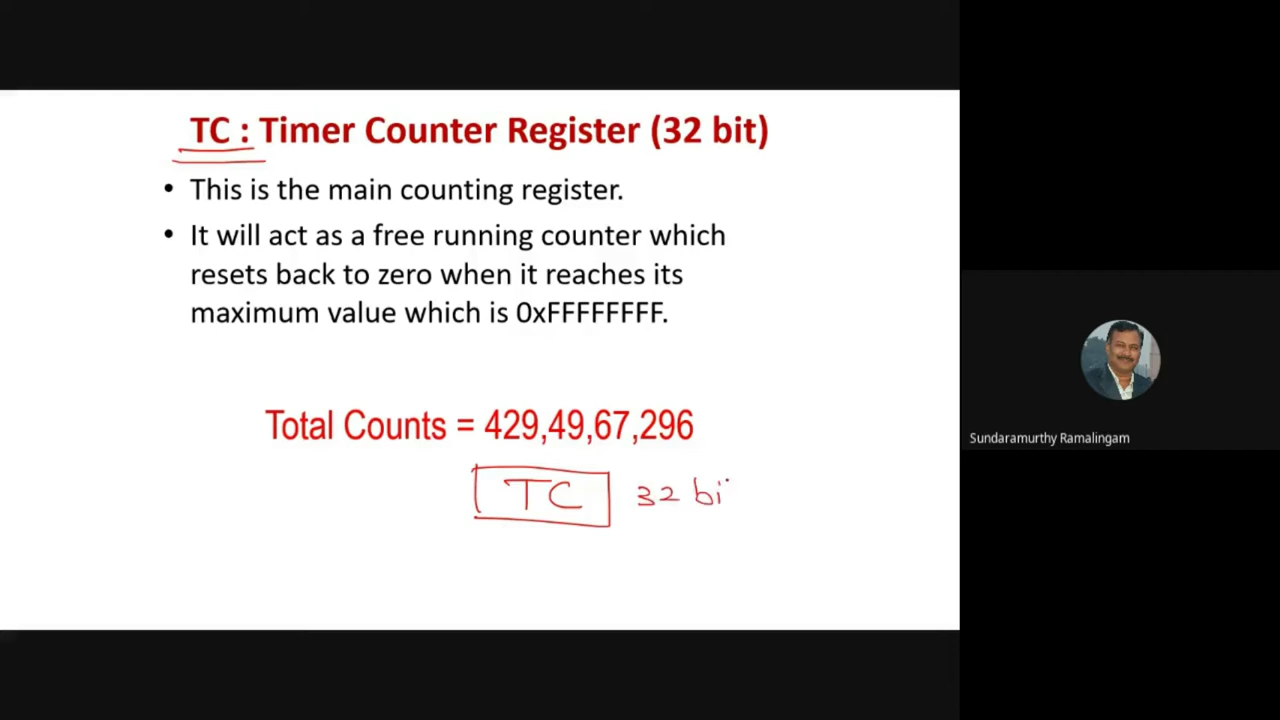 TC : Timer Counter Register (32 bit)
• This is the main counting register.
• It will act as a free running counter which
resets back to zero when it reaches its
maximum value which is 0xFFFFFFFF.
Total Counts = 429,49,67,296
TC 32 bi
Sundaramurthy Ramalingam